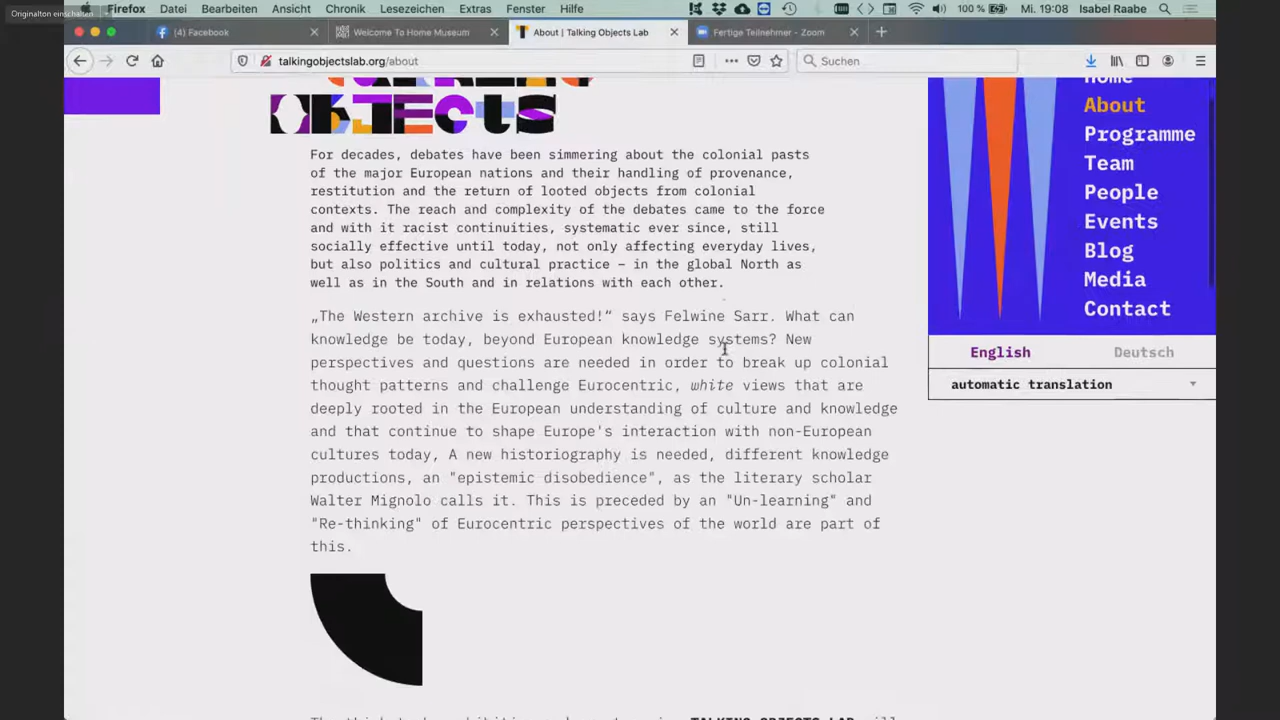 Originalton einschalten
Firefox Datei Bearbeiten Ansicht Chronik Lesezeichen Extras Fenster Hilfe 100 % Mi. 19:08 Isabel Raabe
(4) Facebook Welcome To Home Museum About | Talking Objects Lab Fertige Teilnehmer - Zoom
talkingobjectslab.org/about Suchen
OBJECTS
For decades, debates have been simmering about the colonial pasts
of the major European nations and their handling of provenance,
restitution and the return of looted objects from colonial
contexts. The reach and complexity of the debates came to the force
and with it racist continuities, systematic ever since, still
socially effective until today, not only affecting everyday lives,
but also politics and cultural practice – in the global North as
well as in the South and in relations with each other.
„The Western archive is exhausted!“ says Felwine Sarr. What can
knowledge be today, beyond European knowledge systems? New
perspectives and questions are needed in order to break up colonial
thought patterns and challenge Eurocentric, white views that are
deeply rooted in the European understanding of culture and knowledge
and that continue to shape Europe's interaction with non-European
cultures today, A new historiography is needed, different knowledge
productions, an "epistemic disobedience", as the literary scholar
Walter Mignolo calls it. This is preceded by an "Un-learning" and
"Re-thinking" of Eurocentric perspectives of the world are part of
this.
Home
About
Programme
Team
People
Events
Blog
Media
Contact
English Deutsch
automatic translation
TALKING OBJECTS LAB will